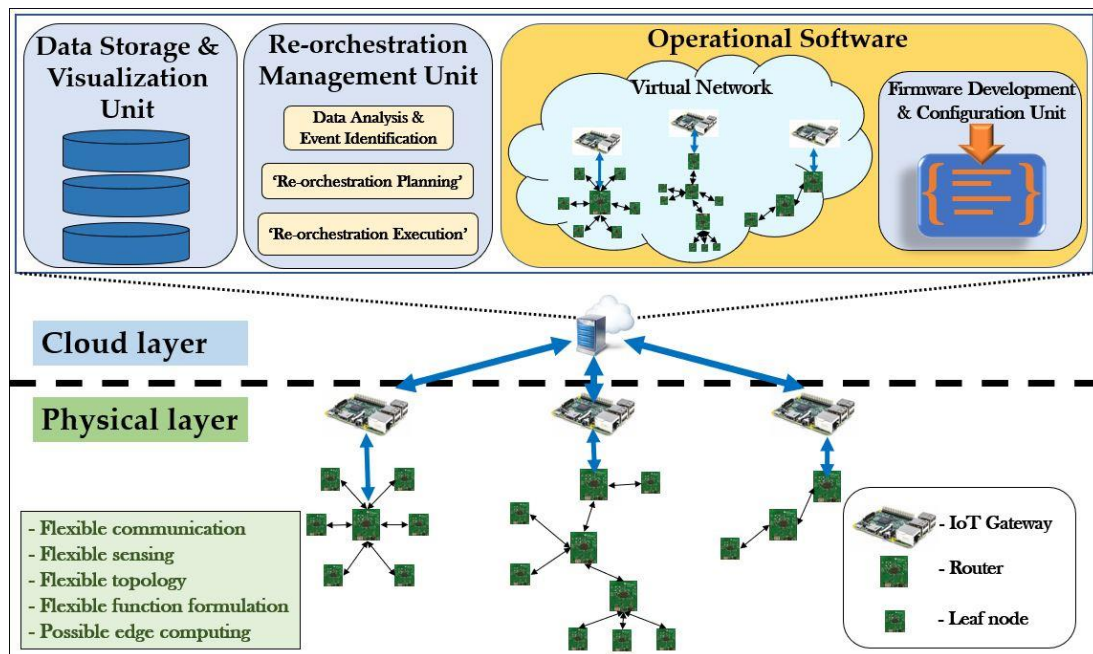 Data Storage &
Visualization
Unit
Re-orchestration
Management Unit
Data Analysis &
Event Identification
‘Re-orchestration Planning’
‘Re-orchestration Execution’
Operational Software
Virtual Network
Firmware Development
& Configuration Unit
Cloud layer
Physical layer
- Flexible communication
- Flexible sensing
- Flexible topology
- Flexible function formulation
- Possible edge computing
- IoT Gateway
- Router
- Leaf node